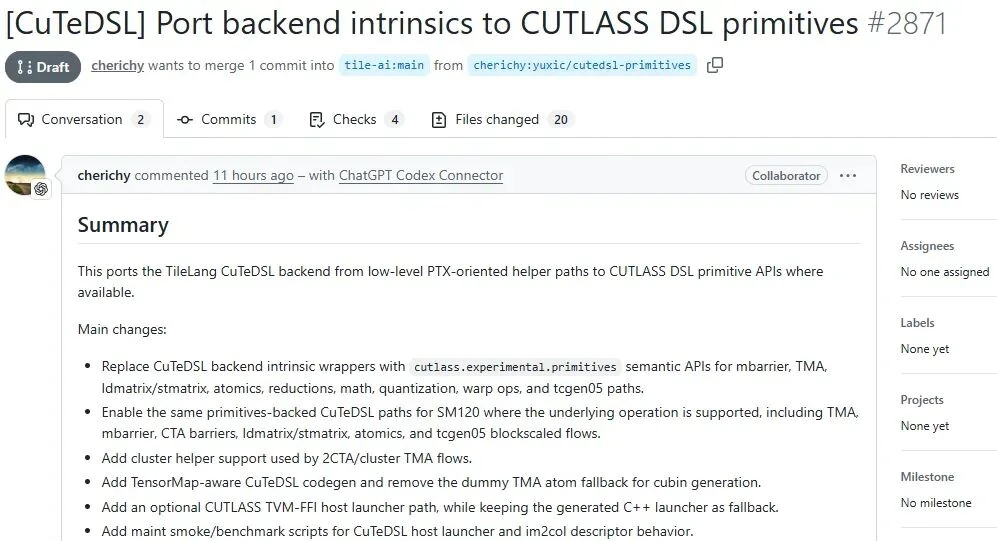 [CuTeDSL] Port backend intrinsics to CUTLASS DSL primitives #2871
Draft cherichy wants to merge 1 commit into tile-ai:main from cherichy:yuxic/cutedsl-primitives
Conversation 2 Commits 1 Checks 4 Files changed 20
cherichy commented 11 hours ago – with ChatGPT Codex Connector Collaborator ...
Summary
This ports the TileLang CuTeDSL backend from low-level PTX-oriented helper paths to CUTLASS DSL primitive APIs where
available.
Main changes:
• Replace CuTeDSL backend intrinsic wrappers with cutlass.experimental.primitives semantic APIs for mbarrier, TMA,
ldmatrix/stmatrix, atomics, reductions, math, quantization, warp ops, and tcgen05 paths.
• Enable the same primitives-backed CuTeDSL paths for SM120 where the underlying operation is supported, including TMA,
mbarrier, CTA barriers, ldmatrix/stmatrix, atomics, and tcgen05 blockscaled flows.
• Add cluster helper support used by 2CTA/cluster TMA flows.
• Add TensorMap-aware CuTeDSL codegen and remove the dummy TMA atom fallback for cubin generation.
• Add an optional CUTLASS TVM-FFI host launcher path, while keeping the generated C++ launcher as fallback.
• Add maint smoke/benchmark scripts for CuTeDSL host launcher and im2col descriptor behavior.
Reviewers
No reviews
Assignees
No one assigned
Labels
None yet
Projects
None yet
Milestone
No milestone